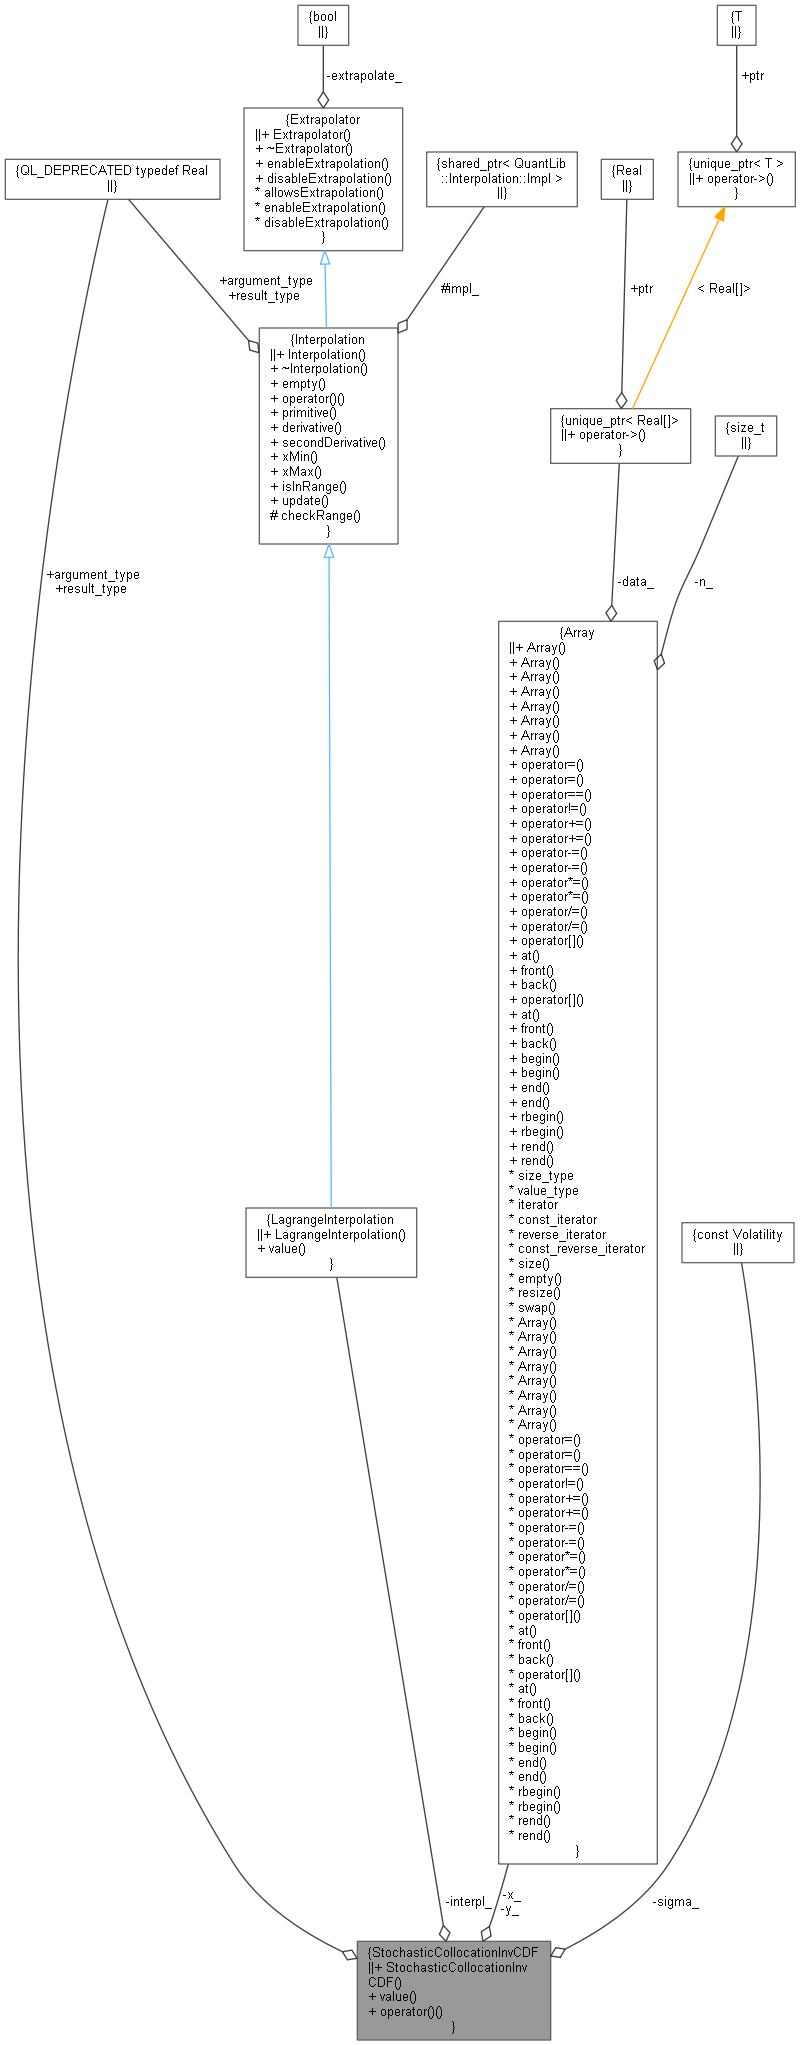 {bool
||}
{T
||}
-extrapolate_
+ptr
{Extrapolator
||+ Extrapolator()
+ ~Extrapolator()
+ enableExtrapolation()
+ disableExtrapolation()
* allowsExtrapolation()
* enableExtrapolation()
* disableExtrapolation()
}
{QL_DEPRECATED typedef Real
||}
{shared_ptr< QuantLib
::Interpolation::Impl >
||}
{Real
||}
{unique_ptr< T >
||+ operator->()
}
+argument_type
+result_type
#impl_
+ptr
< Real[]>
{Interpolation
||+ Interpolation()
+ ~Interpolation()
+ empty()
+ operator()()
+ primitive()
+ derivative()
+ secondDerivative()
+ xMin()
+ xMax()
+ isInRange()
+ update()
# checkRange()
}
{unique_ptr< Real[]>
||+ operator->()
}
{size_t
||}
+argument_type
+result_type
-data_
-n_
{Array
||+ Array()
+ Array()
+ Array()
+ Array()
+ Array()
+ Array()
+ Array()
+ Array()
+ operator=()
+ operator=()
+ operator==()
+ operator!=()
+ operator+=()
+ operator+=()
+ operator-=()
+ operator-=()
+ operator*=()
+ operator*=()
+ operator/=()
+ operator/=()
+ operator[]()
+ at()
+ front()
+ back()
+ operator[]()
+ at()
+ front()
+ back()
+ begin()
+ begin()
+ end()
+ end()
+ rbegin()
+ rbegin()
+ rend()
+ rend()
* size_type
* value_type
* iterator
* const_iterator
* reverse_iterator
* const_reverse_iterator
* size()
* empty()
* resize()
* swap()
* Array()
* Array()
* Array()
* Array()
* Array()
* Array()
* Array()
* Array()
* operator=()
* operator=()
* operator==()
* operator!=()
* operator+=()
* operator+=()
* operator-=()
* operator-=()
* operator*=()
* operator*=()
* operator/=()
* operator/=()
* operator[]()
* at()
* front()
* back()
* operator[]()
* at()
* front()
* back()
* begin()
* begin()
* end()
* end()
* rbegin()
* rbegin()
* rend()
* rend()
}
{LagrangeInterpolation
||+ LagrangeInterpolation()
+ value()
}
{const Volatility
||}
-interpl_
-x_
-y_
-sigma_
{StochasticCollocationInvCDF
||+ StochasticCollocationInv
CDF()
+ value()
+ operator()()
}